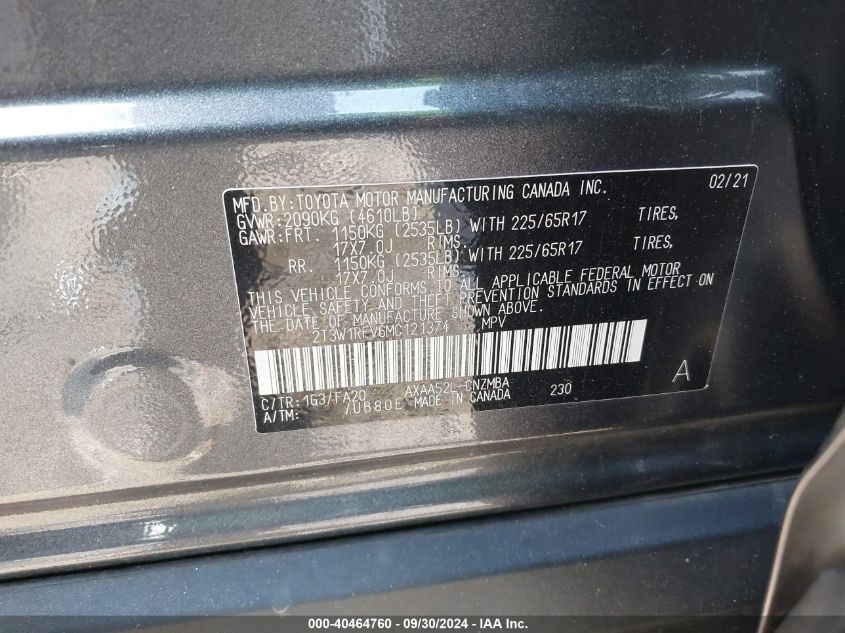 MFD.BY:TOYOTA MOTOR MANUFACTURING CANADA INC. 02/21
GVWR:2090KG (4610LB)
GAWR:FRT. 1150KG (2535LB) WITH 225/65R17 TIRES,
17X7.0J RIMS.
RR. 1150KG (2535LB) WITH 225/65R17 TIRES,
17X7.0J RIMS.
THIS VEHICLE CONFORMS TO ALL APPLICABLE FEDERAL MOTOR
VEHICLE SAFETY AND THEFT PREVENTION STANDARDS IN EFFECT ON
THE DATE OF MANUFACTURE SHOWN ABOVE.
2T3W1RFV6MC121374 MPV
C/TR:1G3/FA20 AXAA52L-CNZMBA 230 A
A/TM: /UB80E MADE IN CANADA
000-40464760 - 09/30/2024 - IAA Inc.